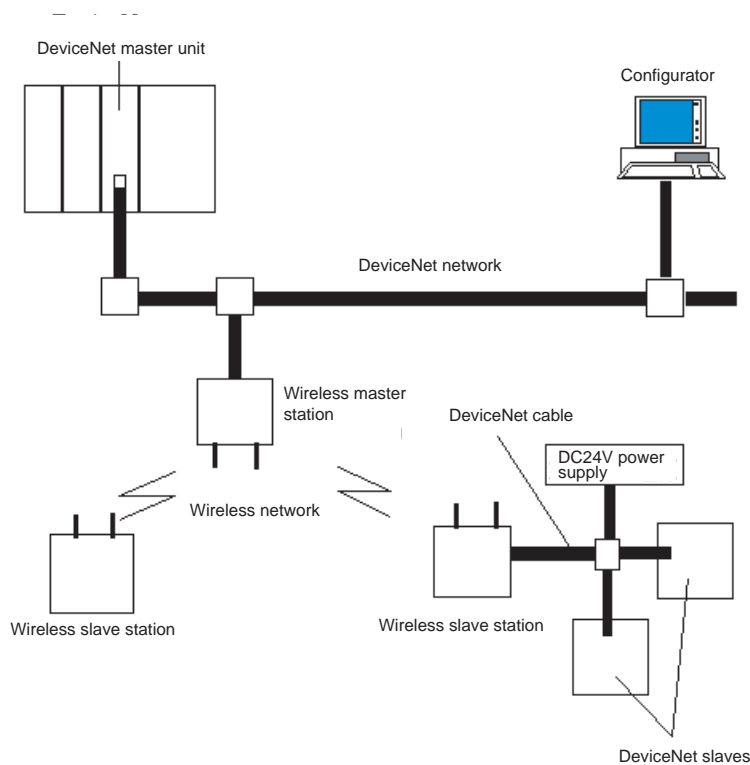 DeviceNet master unit
Configurator
DeviceNet network
Wireless master
station
DeviceNet cable
DC24V power
supply
Wireless network
Wireless slave station
Wireless slave station
DeviceNet slaves